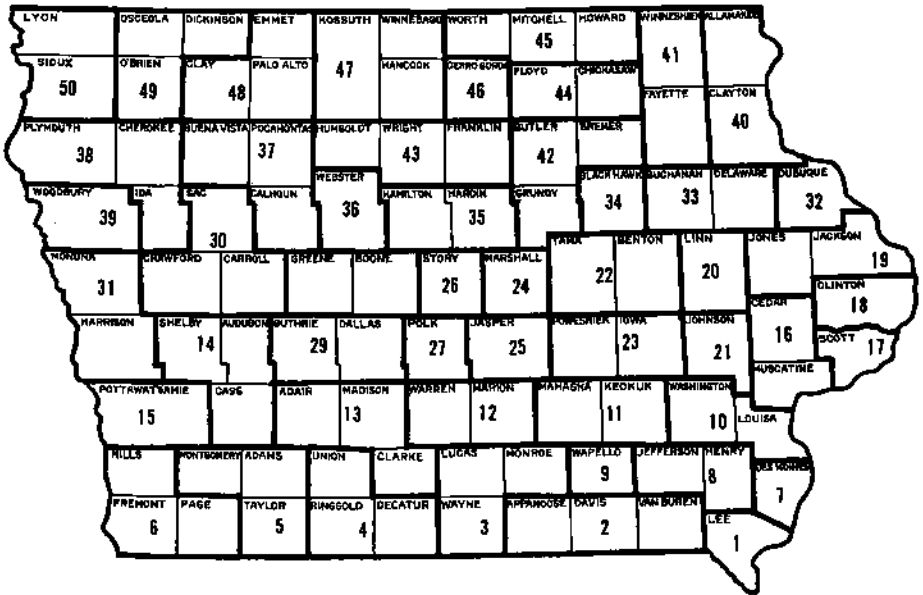 LYON OSCEOLA DICKINSON EMMET KOSSUTH WINNEBAGO WORTH MITCHELL HOWARD WINNESHIEK ALLAMAKEE
45 41
SIOUX O'BRIEN CLAY PALO ALTO 47 HANCOCK CERRO GORDO FLOYD CHICKASAW
50 49 48 46 44
FAYETTE CLAYTON
40
PLYMOUTH CHEROKEE BUENA VISTA POCAHONTAS HUMBOLDT WRIGHT FRANKLIN BUTLER BREMER
38 37 43 42
WEBSTER BLACK HAWK BUCHANAN DELAWARE DUBUQUE
WOODBURY IDA SAC CALHOUN HAMILTON HARDIN GRUNDY
39 30 36 35 34 33 32
MONONA CRAWFORD CARROLL GREENE BOONE STORY MARSHALL TAMA BENTON LINN JONES JACKSON
31 26 24 22 20 19
CLINTON
18
CEDAR
HARRISON SHELBY AUDUBON GUTHRIE DALLAS POLK JASPER POWESHIEK IOWA JOHNSON
14 29 27 25 23 21 16
SCOTT
17
MUSCATINE
POTTAWATTAMIE CASS ADAIR MADISON WARREN MARION MAHASKA KEOKUK WASHINGTON
15 13 12 11 10
LOUISA
MILLS MONTGOMERY ADAMS UNION CLARKE LUCAS MONROE WAPELLO JEFFERSON HENRY
9 8
DES MOINES
7
FREMONT PAGE TAYLOR RINGGOLD DECATUR WAYNE APPANOOSE DAVIS VAN BUREN
6 5 4 3 2
LEE
1